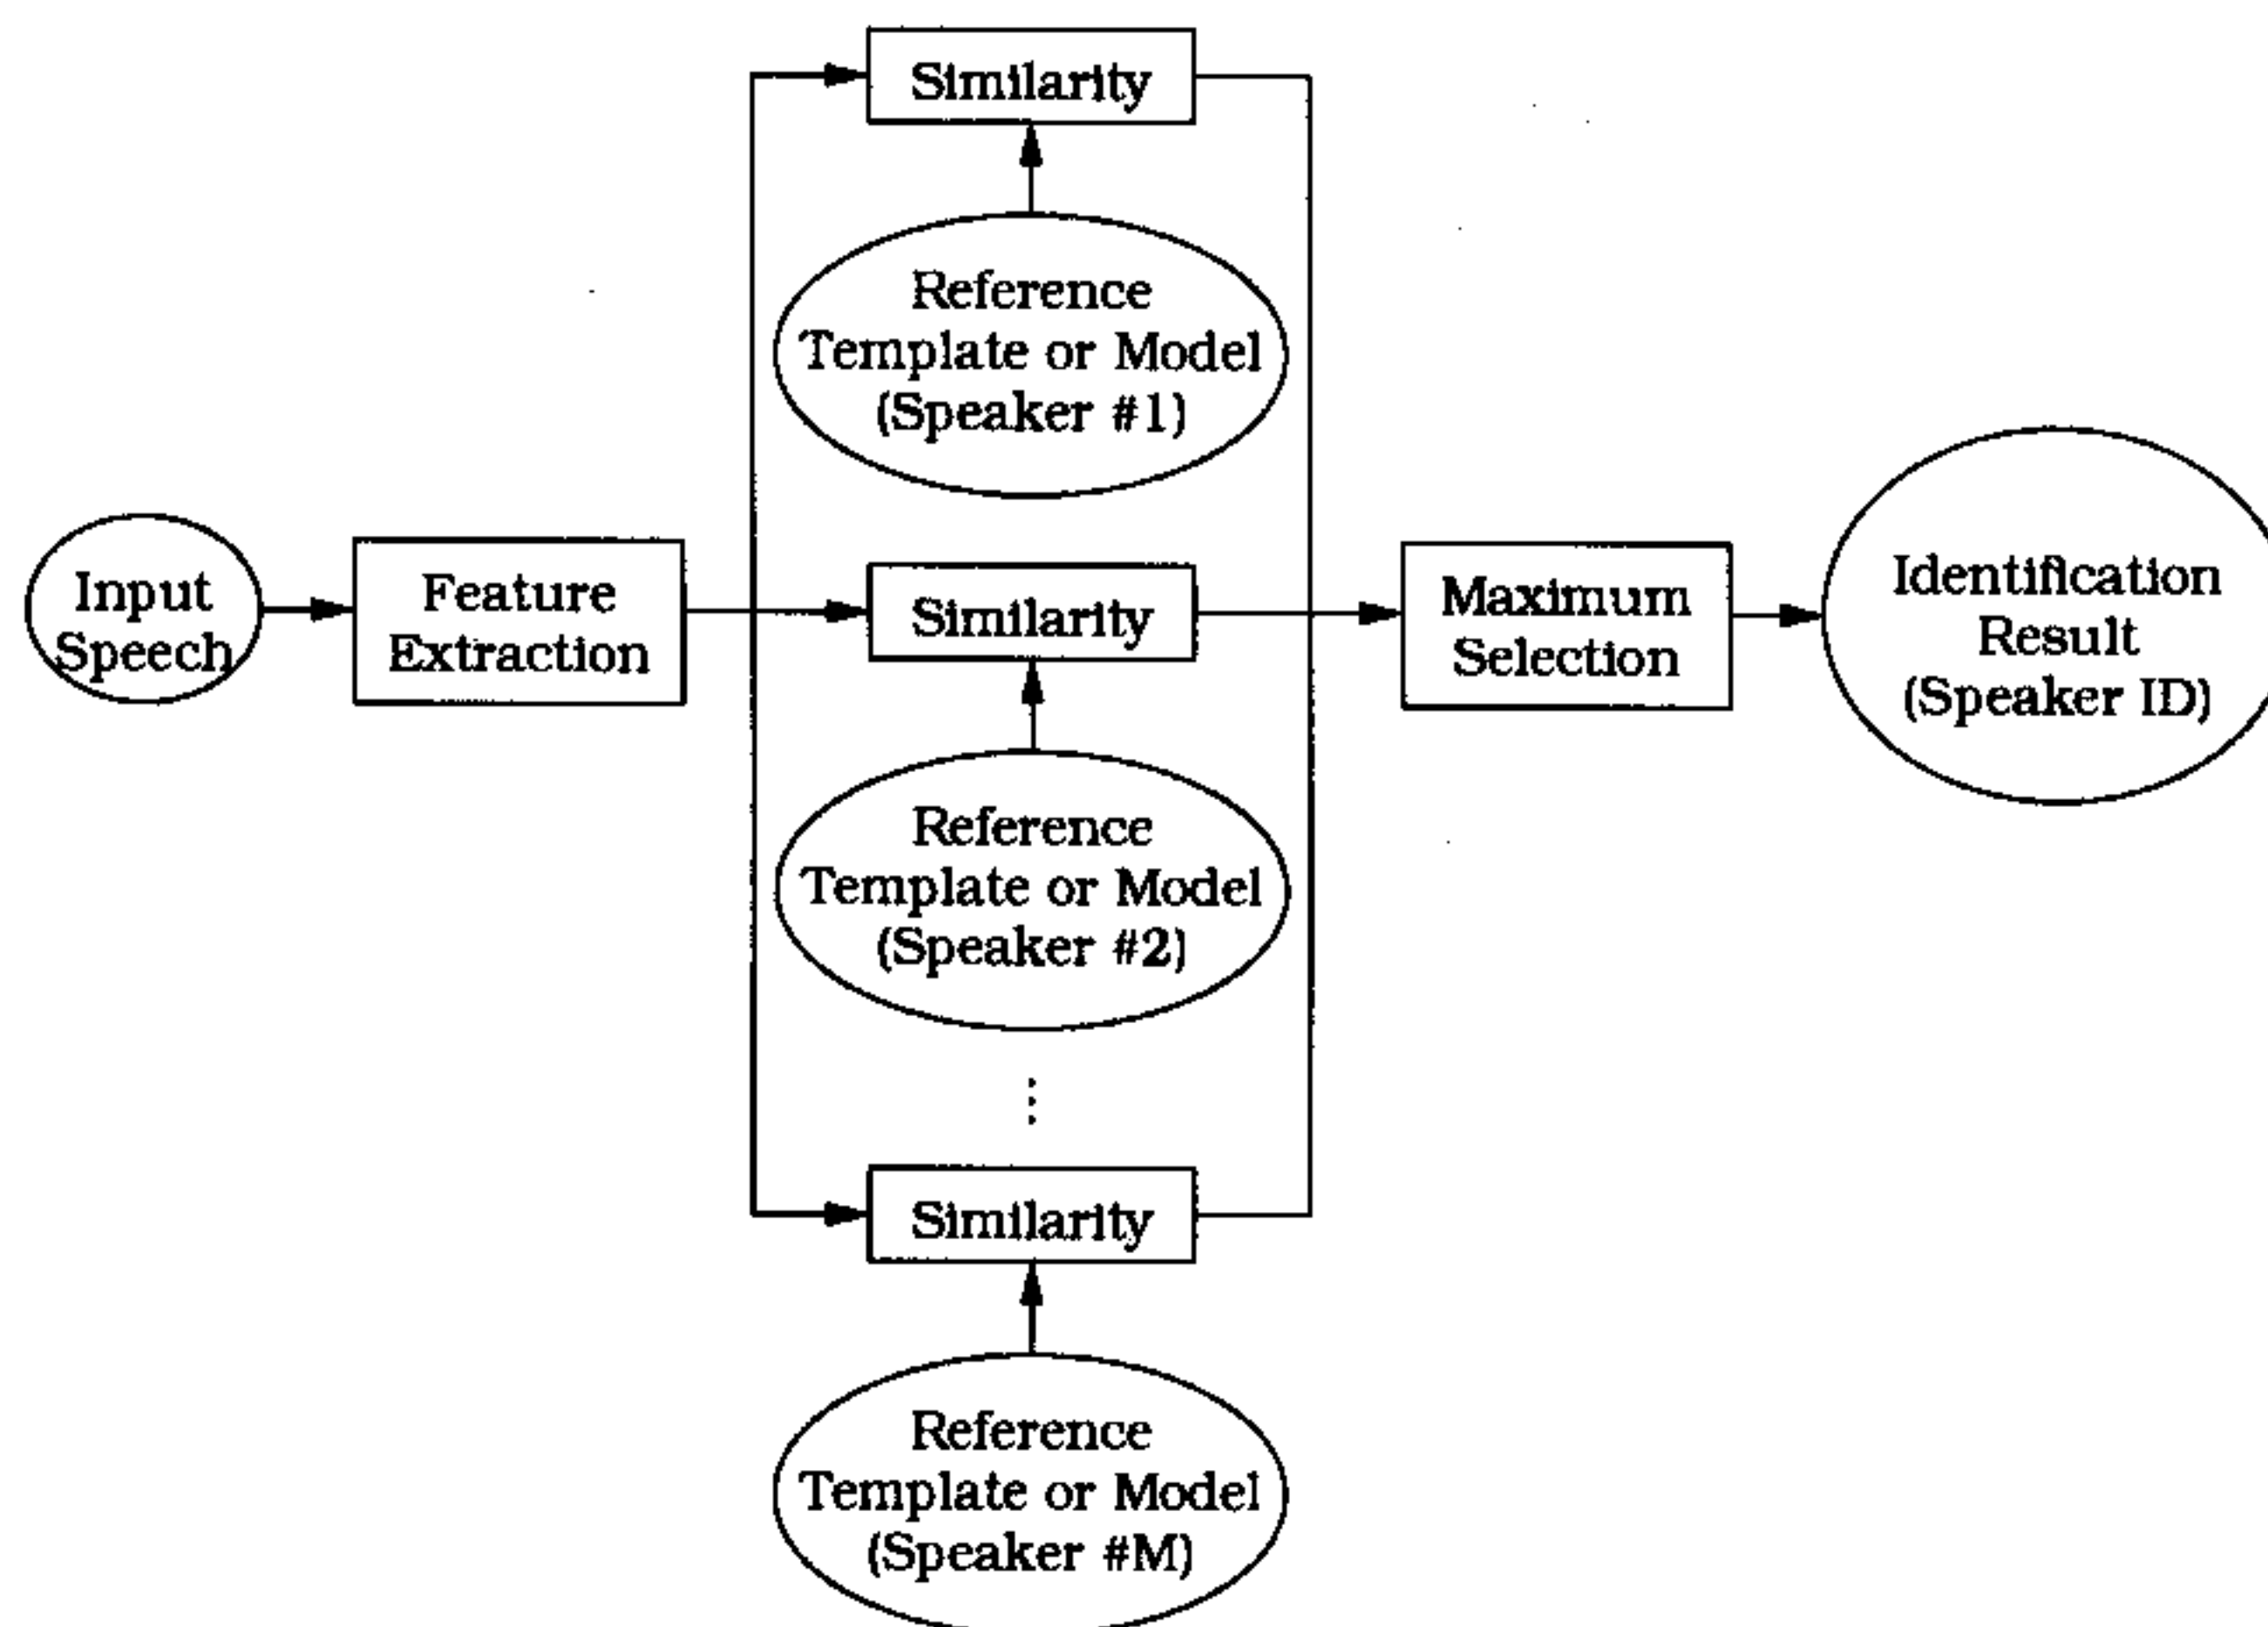 Similarity
Reference
Template or Model
(Speaker #1)
Input
Speech
Feature
Extraction
Similarity
Maximum
Selection
Identification
Result
(Speaker ID)
Reference
Template or Model
(Speaker #2)
Similarity
Reference
Template or Model
(Speaker #M)